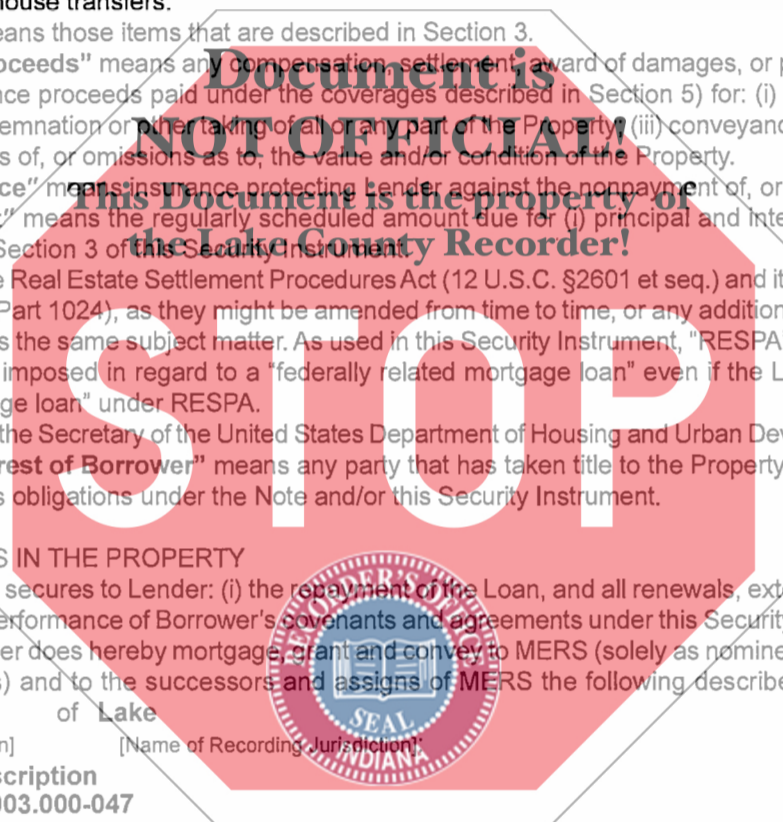 ouse transfers.
eans those items that are described in Section 3.
oceeds" means any compensation, settlement, award of damages, or p
nce proceeds paid under the coverages described in Section 5) for: (i)
emnation or other taking of all or any part of the Property; (iii) conveyanc
s of, or omissions as to, the value and/or condition of the Property.
ce" means insurance protecting Lender against the nonpayment of, or
" means the regularly scheduled amount due for (i) principal and inte
Section 3 of this Security Instrument.
e Real Estate Settlement Procedures Act (12 U.S.C. §2601 et seq.) and it
Part 1024), as they might be amended from time to time, or any addition
s the same subject matter. As used in this Security Instrument, "RESPA
imposed in regard to a "federally related mortgage loan" even if the L
ge loan" under RESPA.
the Secretary of the United States Department of Housing and Urban Dev
rest of Borrower" means any party that has taken title to the Property
s obligations under the Note and/or this Security Instrument.
S IN THE PROPERTY
secures to Lender: (i) the repayment of the Loan, and all renewals, ext
erformance of Borrower's covenants and agreements under this Security
er does hereby mortgage, grant and convey to MERS (solely as nomine
s) and to the successors and assigns of MERS the following describe
of Lake
n] [Name of Recording Jurisdiction]:
scription
003.000-047
Document is
NOT OFFICIAL!
This Document is the property of
the Lake County Recorder!
STOP
RECORDER'S OFFICE
SEAL
INDIANA